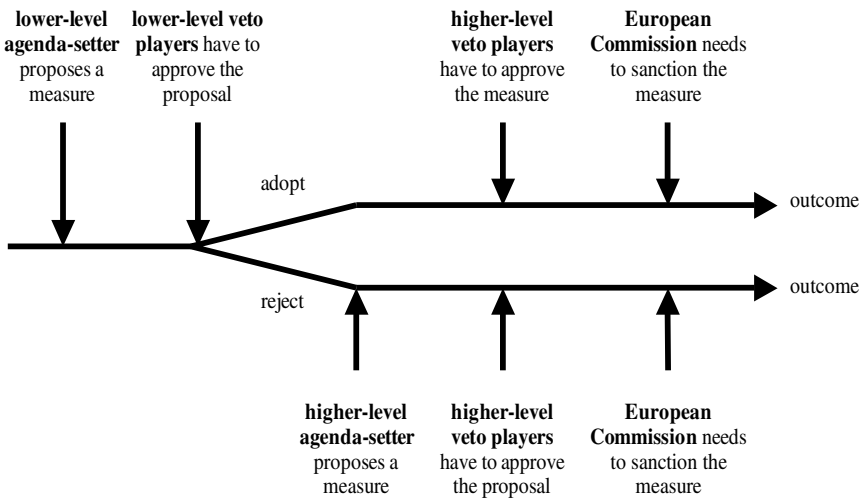 lower-level
agenda-setter
proposes a
measure
lower-level veto
players have to
approve the
proposal
higher-level
veto players
have to approve
the measure
European
Commission needs
to sanction the
measure
adopt
outcome
reject
outcome
higher-level
agenda-setter
proposes a
measure
higher-level
veto players
have to approve
the proposal
European
Commission needs
to sanction the
measure